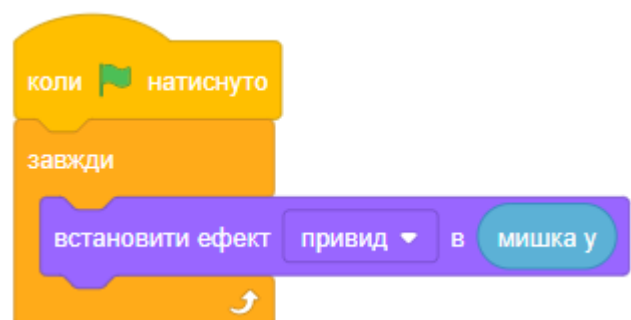 коли натиснуто
завжди
встановити ефект привид в мишка y